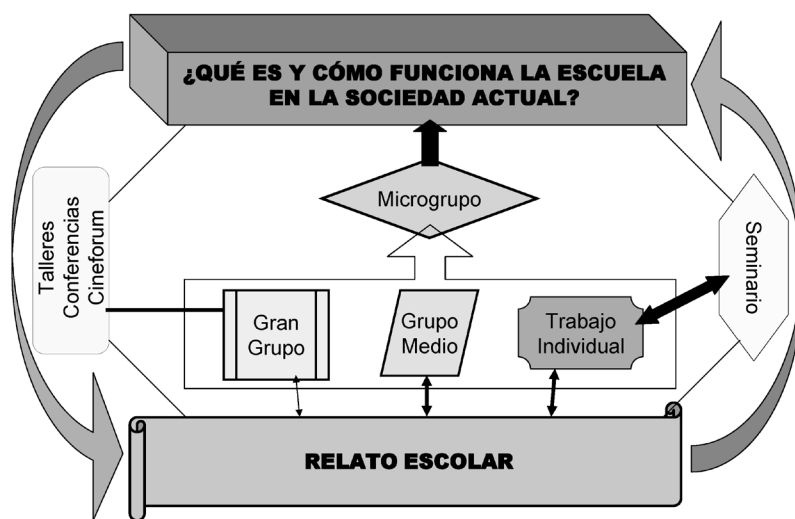 ¿QUÉ ES Y CÓMO FUNCIONA LA ESCUELA
EN LA SOCIEDAD ACTUAL?
Microgrupo
Talleres
Conferencias
Cineforum
Seminario
Gran
Grupo
Grupo
Medio
Trabajo
Individual
RELATO ESCOLAR